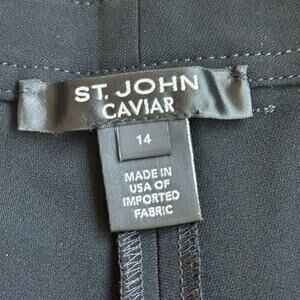 ST. JOHN
CAVIAR
14
MADE IN
USA OF
IMPORTED
FABRIC